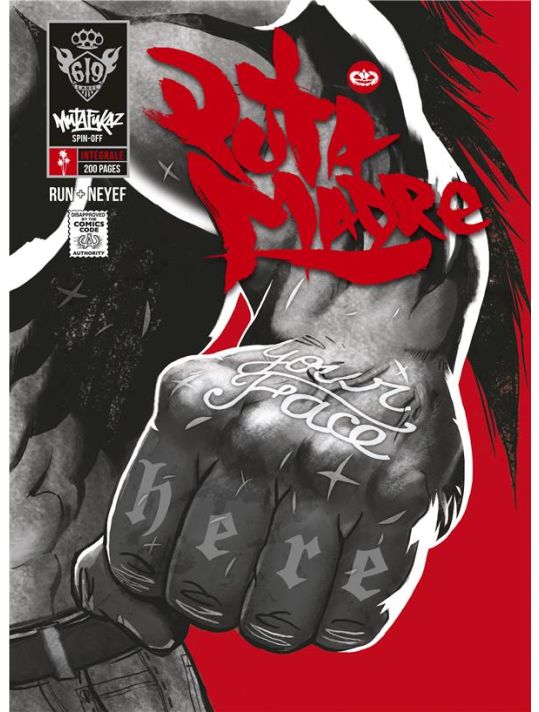 619
LABEL
MUTAFUKAZ
SPIN-OFF
INTÉGRALE
200 PAGES
RUN + NEYEF
DISAPPROVED
BY THE
COMICS
CODE
AUTHORITY
PUTA
MADRE
your
Face
here